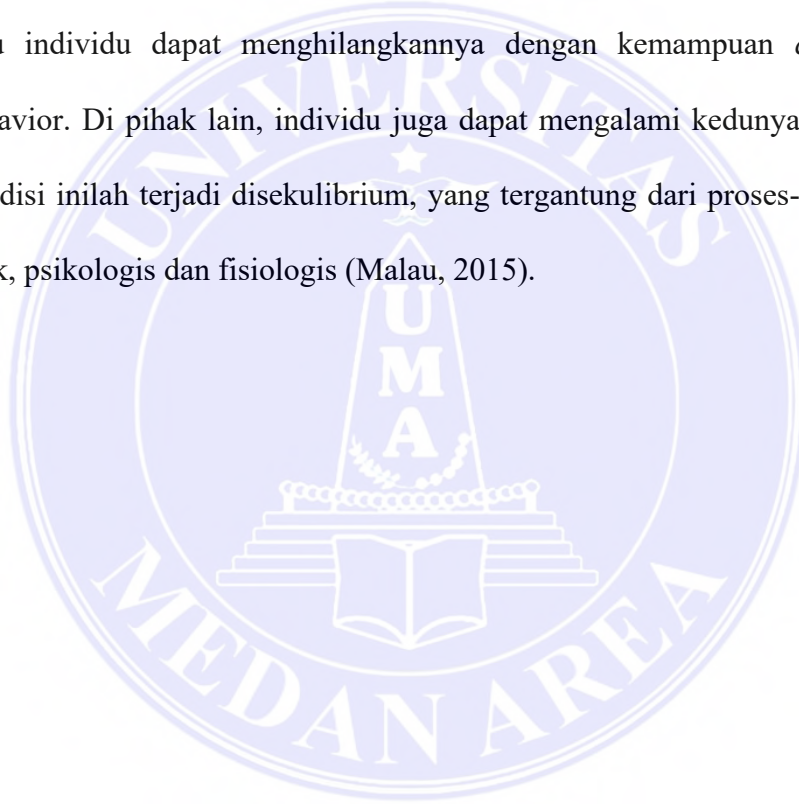 individu dapat menghilangkannya dengan kemampuan
avior. Di pihak lain, individu juga dapat mengalami kedunya
disi inilah terjadi disekulibrium, yang tergantung dari proses-
, psikologis dan fisiologis (Malau, 2015).
UNIVERSITAS
UMA
MEDAN AREA